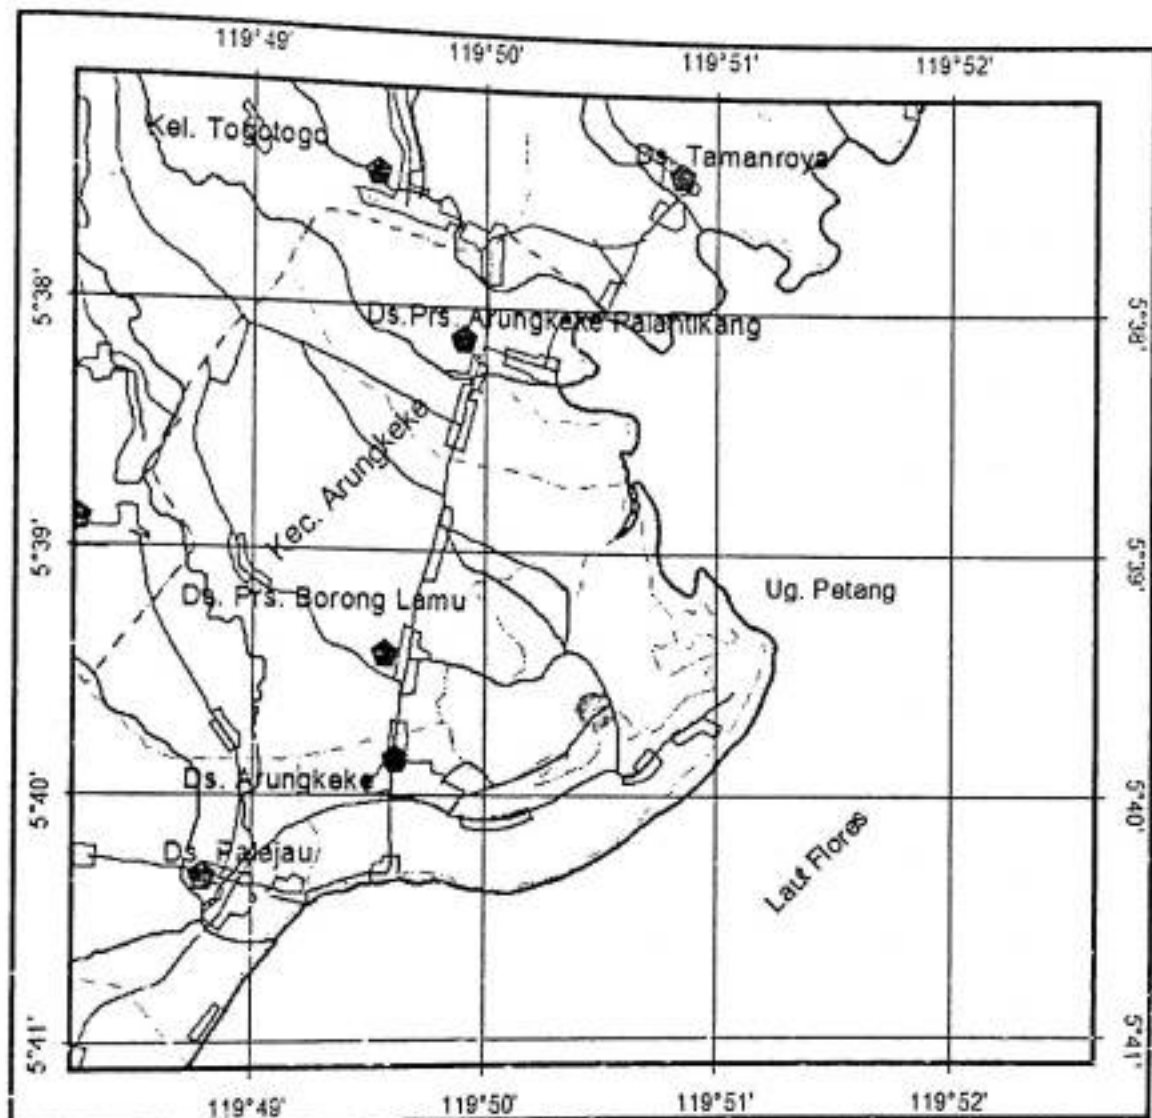 119°49' 119°50' 119°51' 119°52'
Kel. Togotogo
Ds. Tamanroya
5°38' 5°38'
Ds.Prs. Arungkeke Palantikang
Kec. Arungkeke
5°39' 5°39'
Ds. Prs. Borong Lamu
Ug. Petang
Ds. Arungkeke
5°40' 5°40'
Laut Flores
Ds. Palejau
5°41' 5°41'
119°49' 119°50' 119°51' 119°52'